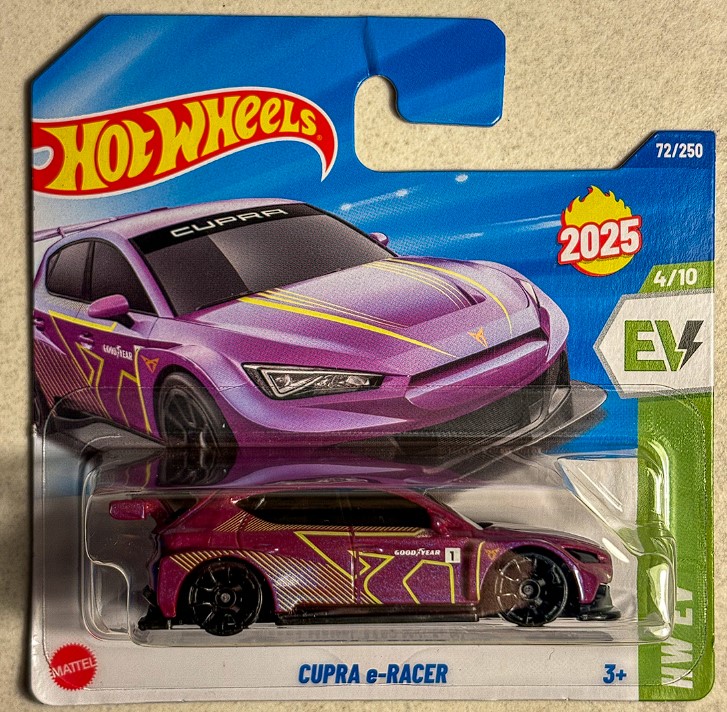 HOT WHEELS
72/250
2025
4/10
EV
CUPRA
GOODYEAR
GOODYEAR 1
HW EV
MATTEL
CUPRA e-RACER
3+